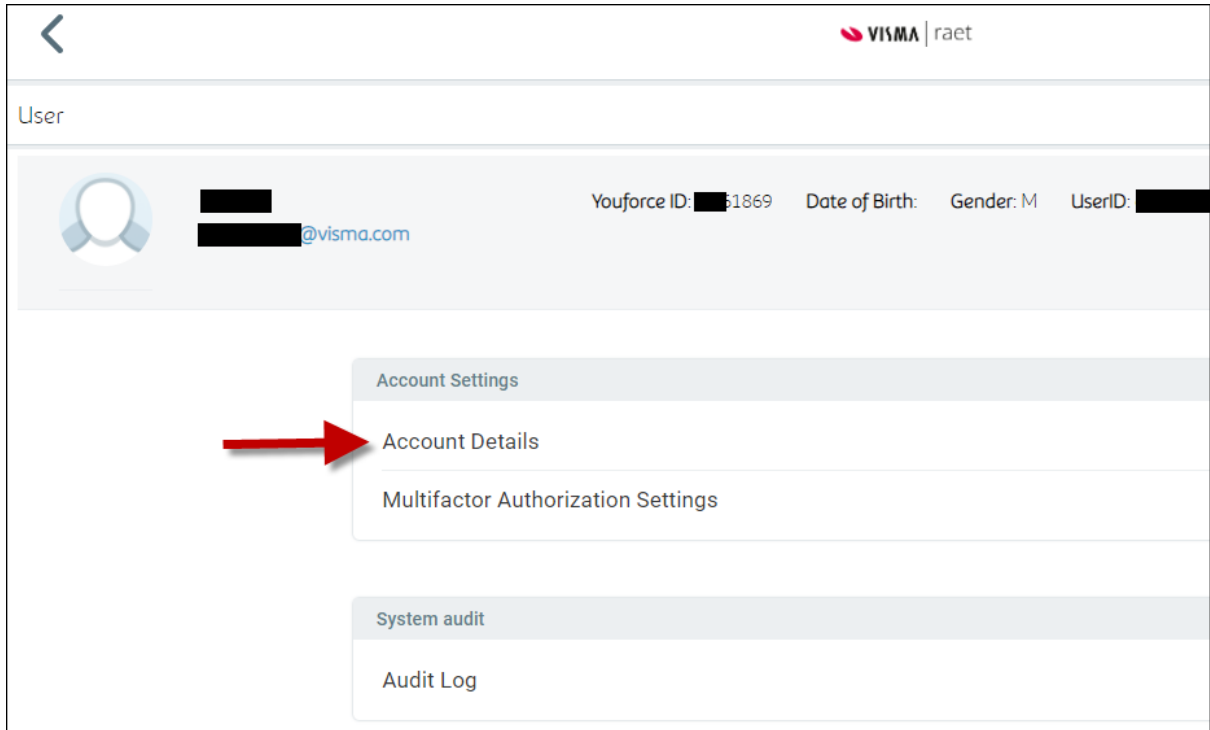 VISMA | raet
User
Youforce ID: 51869 Date of Birth: Gender: M UserID:
@visma.com
Account Settings
Account Details
Multifactor Authorization Settings
System audit
Audit Log